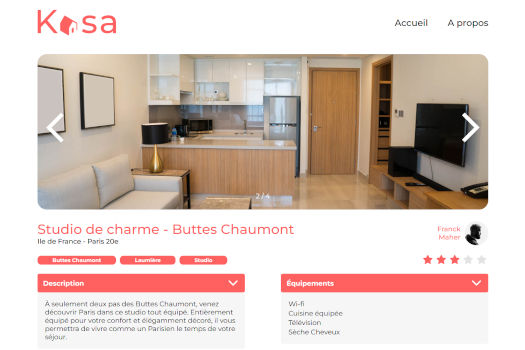 Kasa
Accueil A propos
2/4
Studio de charme - Buttes Chaumont
Ile de France - Paris 20e
Franck
Maher
Buttes Chaumont Laumière Studio
Description
À seulement deux pas des Buttes Chaumont, venez
découvrir Paris dans ce studio tout équipé. Entièrement
équipé pour votre confort et élégamment décoré, il vous
permettra de vivre comme un Parisien le temps de votre
séjour.
Équipements
Wi-fi
Cuisine équipée
Télévision
Sèche Cheveux